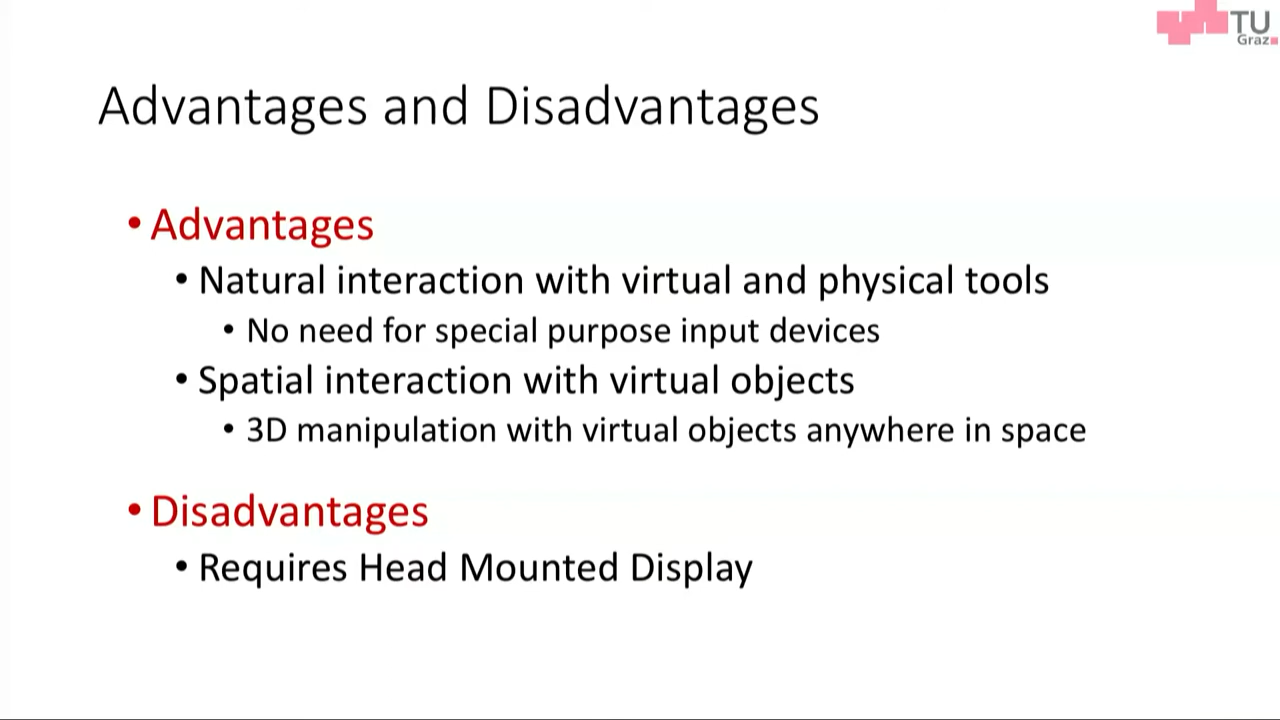 TU
Graz
Advantages and Disadvantages
• Advantages
• Natural interaction with virtual and physical tools
• No need for special purpose input devices
• Spatial interaction with virtual objects
• 3D manipulation with virtual objects anywhere in space
• Disadvantages
• Requires Head Mounted Display